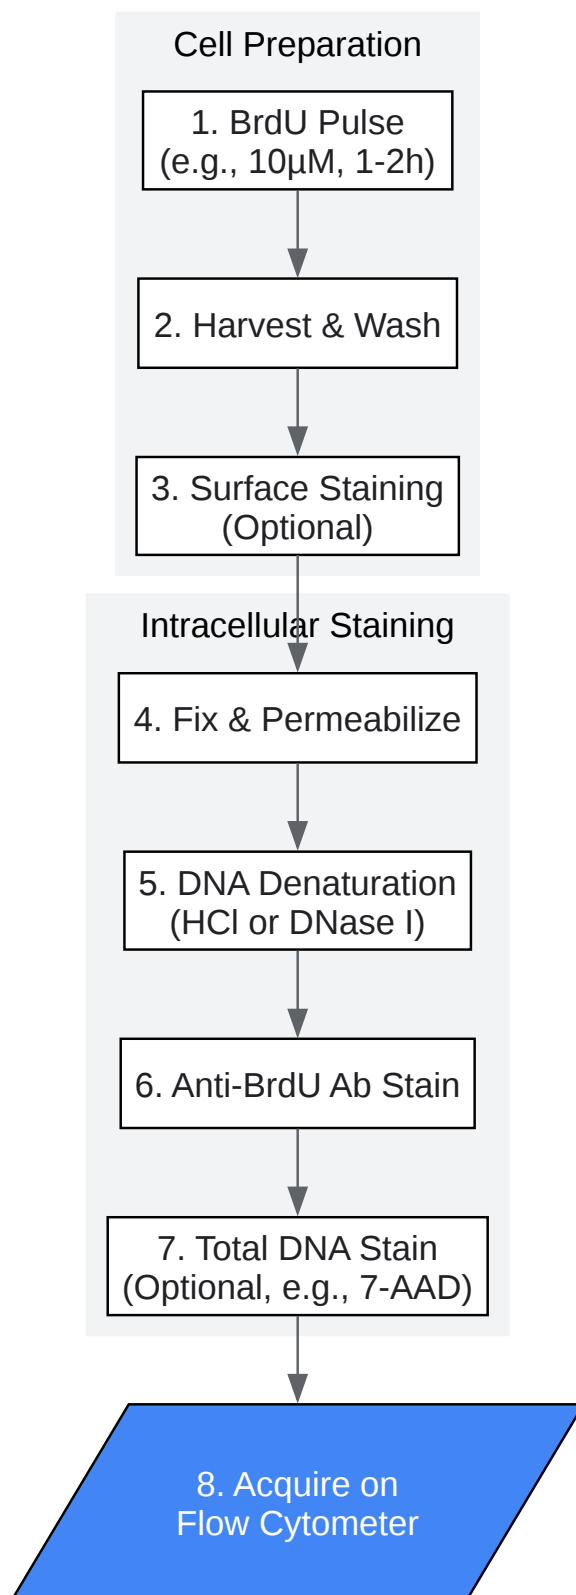 Cell Preparation
1. BrdU Pulse
(e.g., 10µM, 1-2h)
2. Harvest & Wash
3. Surface Staining
(Optional)
Intracellular Staining
4. Fix & Permeabilize
5. DNA Denaturation
(HCl or DNase I)
6. Anti-BrdU Ab Stain
7. Total DNA Stain
(Optional, e.g., 7-AAD)
8. Acquire on
Flow Cytometer